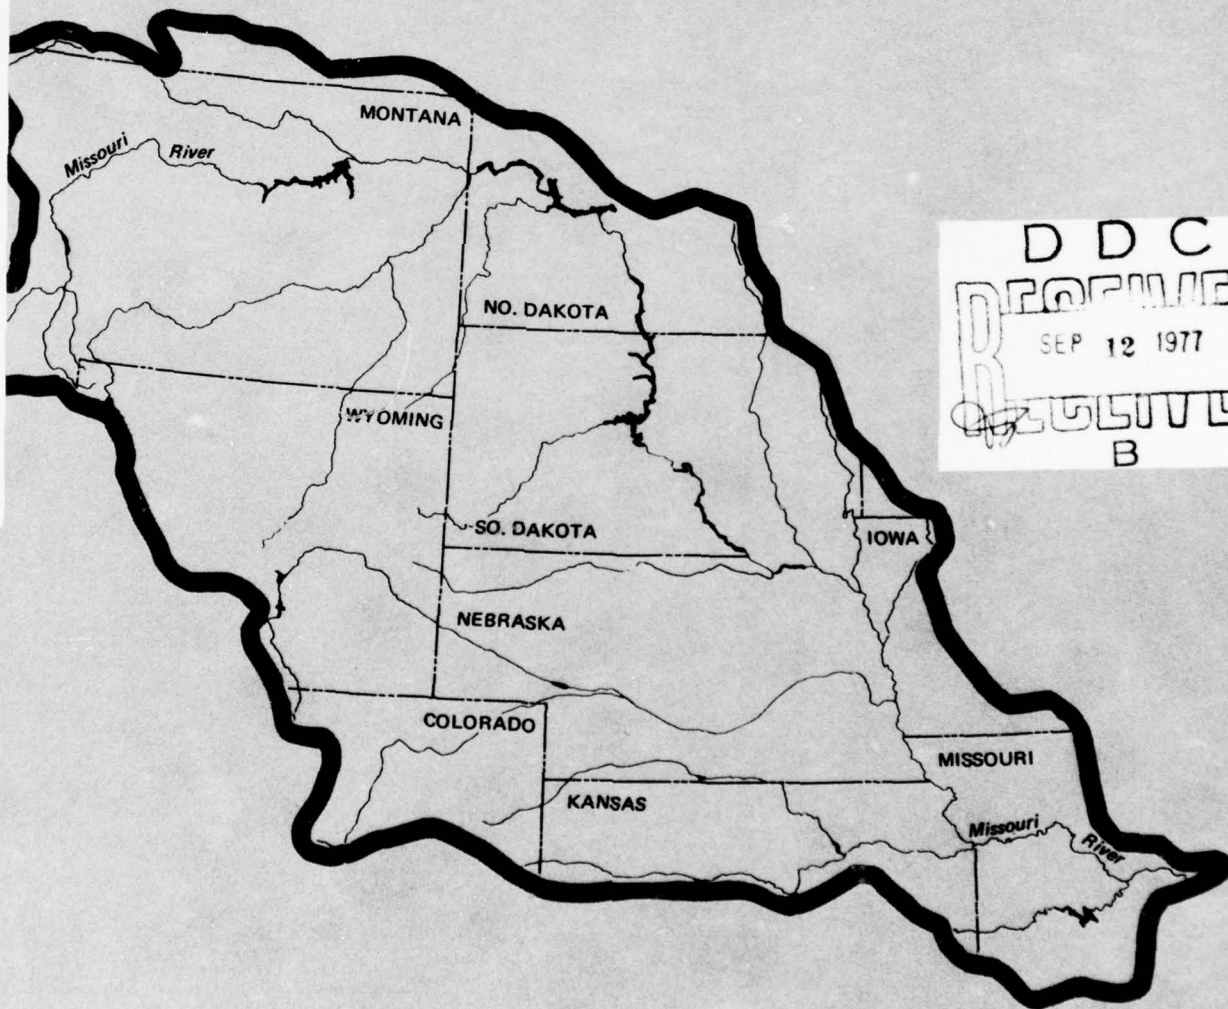 MONTANA
Missouri River
D D C
SEP 12 1977
B
NO. DAKOTA
WYOMING
SO. DAKOTA
IOWA
NEBRASKA
COLORADO
MISSOURI
KANSAS
Missouri River